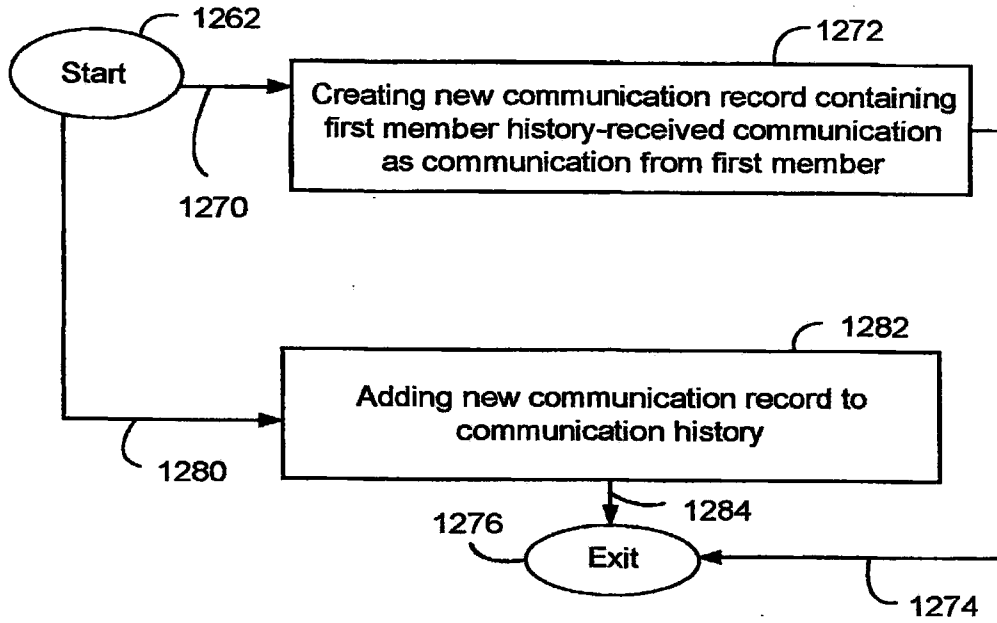 1262
Start
1272
Creating new communication record containing
first member history-received communication
as communication from first member
1270
1282
Adding new communication record to
communication history
1280
1284
1276
Exit
1274